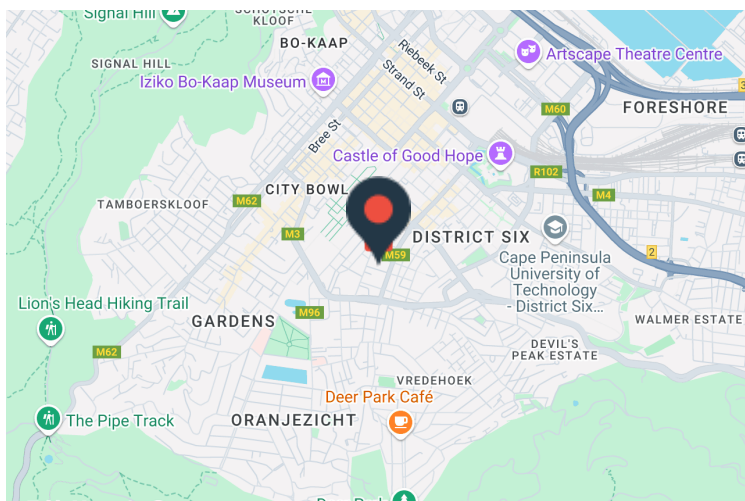 Signal Hill
SCHOTSCHE
KLOOF
BO-KAAP
Riebeek St
Artscape Theatre Centre
SIGNAL HILL
Iziko Bo-Kaap Museum
Strand St
3
FORESHORE
M60
Bree St
Castle of Good Hope
R102
CITY BOWL
M62
M4
TAMBOERSKLOOF
M3
DISTRICT SIX
M59
2
Cape Peninsula
University of
Technology
- District Six...
Lion's Head Hiking Trail
M96
GARDENS
WALMER ESTATE
M62
DEVIL'S
PEAK ESTATE
VREDEHOEK
Deer Park Café
The Pipe Track
ORANJEZICHT